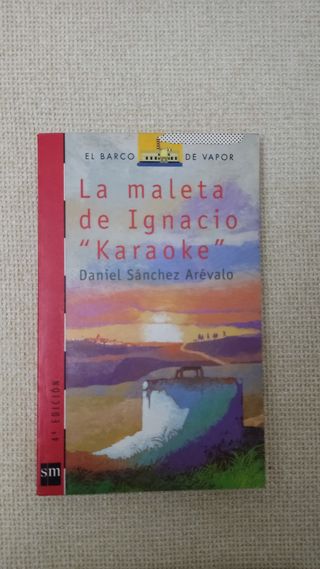 EL BARCO DE VAPOR
La maleta
de Ignacio
"Karaoke"
Daniel Sánchez Arévalo
4ª EDICIÓN
sm